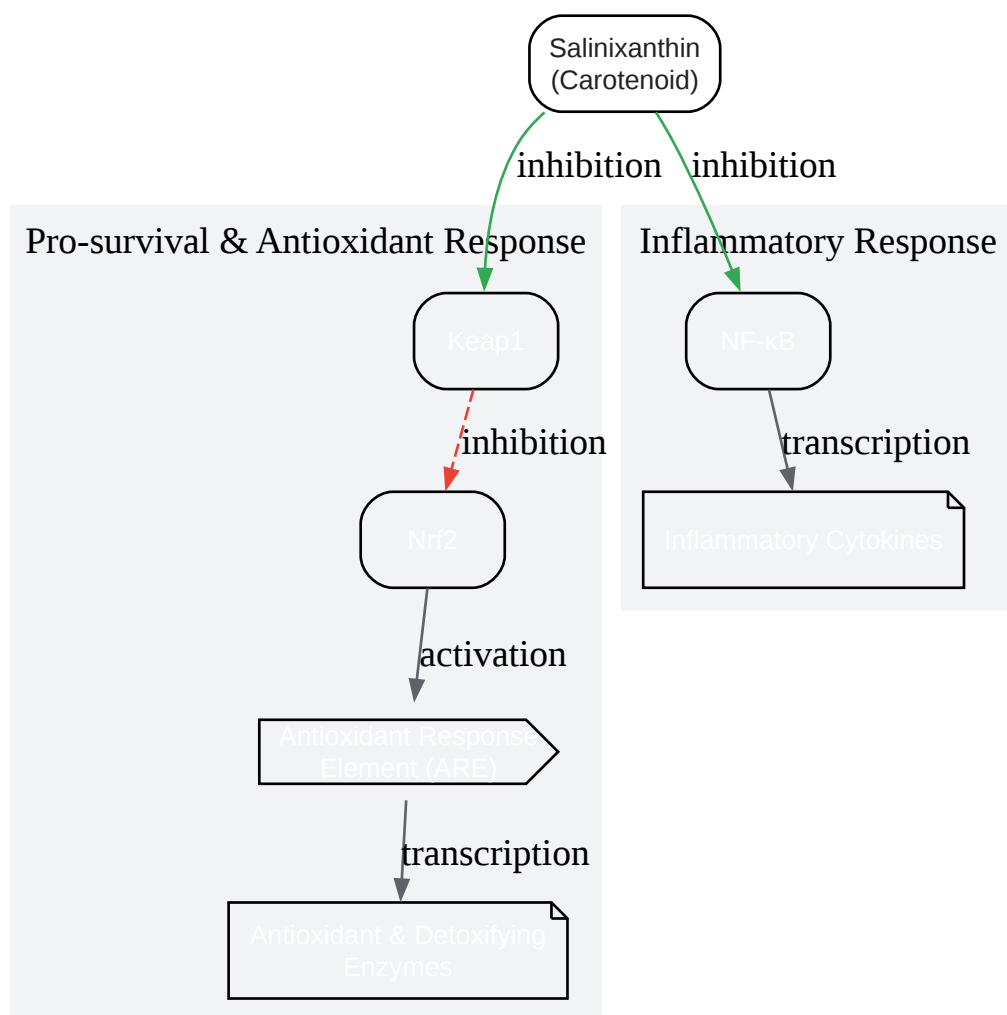 Salinixanthin
(Carotenoid)
inhibition
inhibition
Pro-survival & Antioxidant Response
Inflammatory Response
Keap1
NF-κB
inhibition
transcription
Nrf2
Inflammatory Cytokines
activation
Antioxidant Response
Element (ARE)
transcription
Antioxidant & Detoxifying
Enzymes